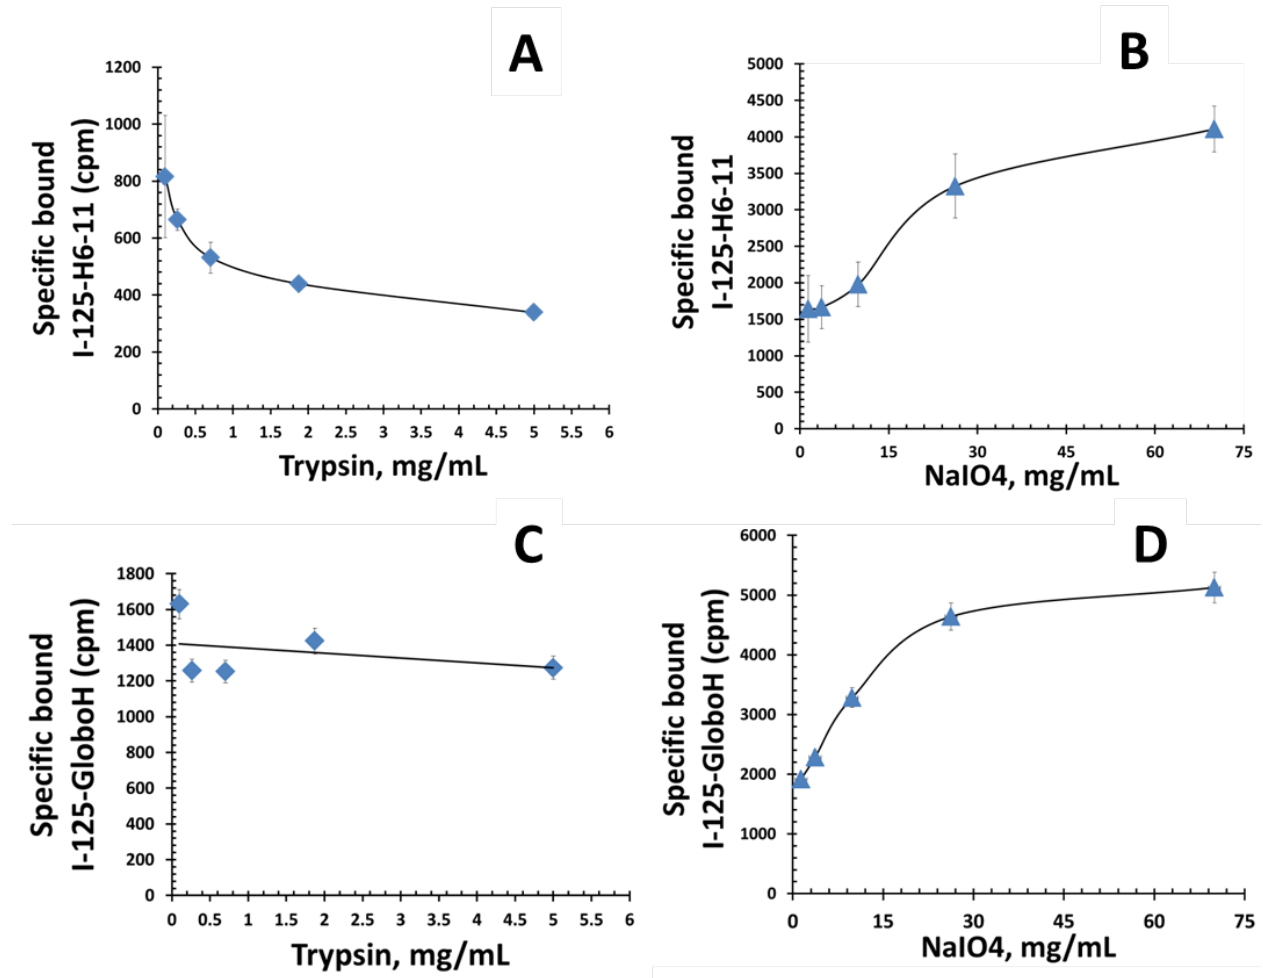 A
Specific bound
I-125-H6-11 (cpm)
1200
1000
800
600
400
200
0
0 0.5 1 1.5 2 2.5 3 3.5 4 4.5 5 5.5 6
Trypsin, mg/mL
B
Specific bound
I-125-H6-11
5000
4500
4000
3500
3000
2500
2000
1500
1000
500
0
0 15 30 45 60 75
NaIO4, mg/mL
C
Specific bound
I-125-GloboH (cpm)
1800
1600
1400
1200
1000
800
600
400
200
0
0 0.5 1 1.5 2 2.5 3 3.5 4 4.5 5 5.5 6
Trypsin, mg/mL
D
Specific bound
I-125-GloboH (cpm)
6000
5000
4000
3000
2000
1000
0
0 15 30 45 60 75
NaIO4, mg/mL